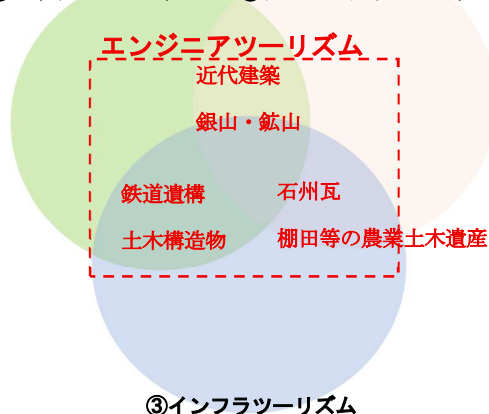 エンジニアツーリズム
近代建築
銀山・鉱山
鉄道遺構
石州瓦
土木構造物
棚田等の農業土木遺産
③インフラツーリズム